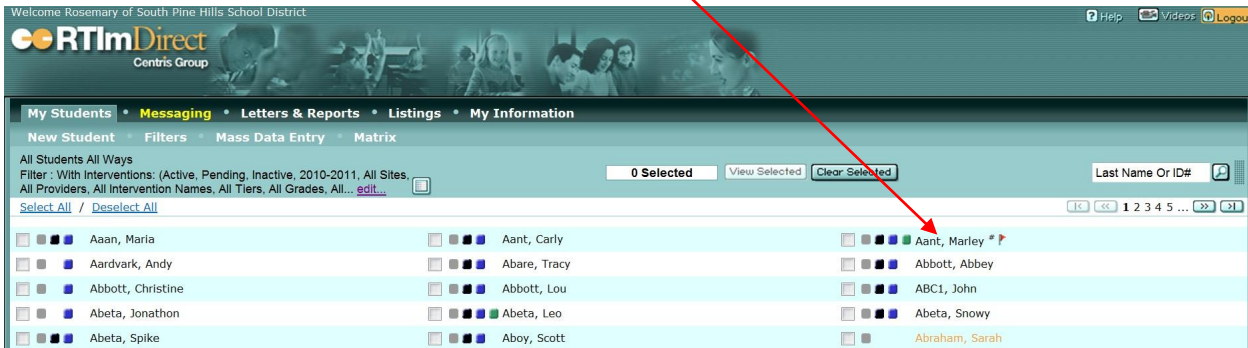 Welcome Rosemary of South Pine Hills School District
Help Videos Logou
RTImDirect
Centris Group
My Students • Messaging • Letters & Reports • Listings • My Information
New Student • Filters • Mass Data Entry • Matrix
All Students All Ways
Filter : With Interventions: (Active, Pending, Inactive, 2010-2011, All Sites,
All Providers, All Intervention Names, All Tiers, All Grades, All... edit...
0 Selected View Selected Clear Selected
Last Name Or ID#
Select All / Deselect All
1 2 3 4 5 ...
Aaan, Maria Aant, Carly Aant, Marley #
Aardvark, Andy Abare, Tracy Abbott, Abbey
Abbott, Christine Abbott, Lou ABC1, John
Abeta, Jonathon Abeta, Leo Abeta, Snowy
Abeta, Spike Aboy, Scott Abraham, Sarah